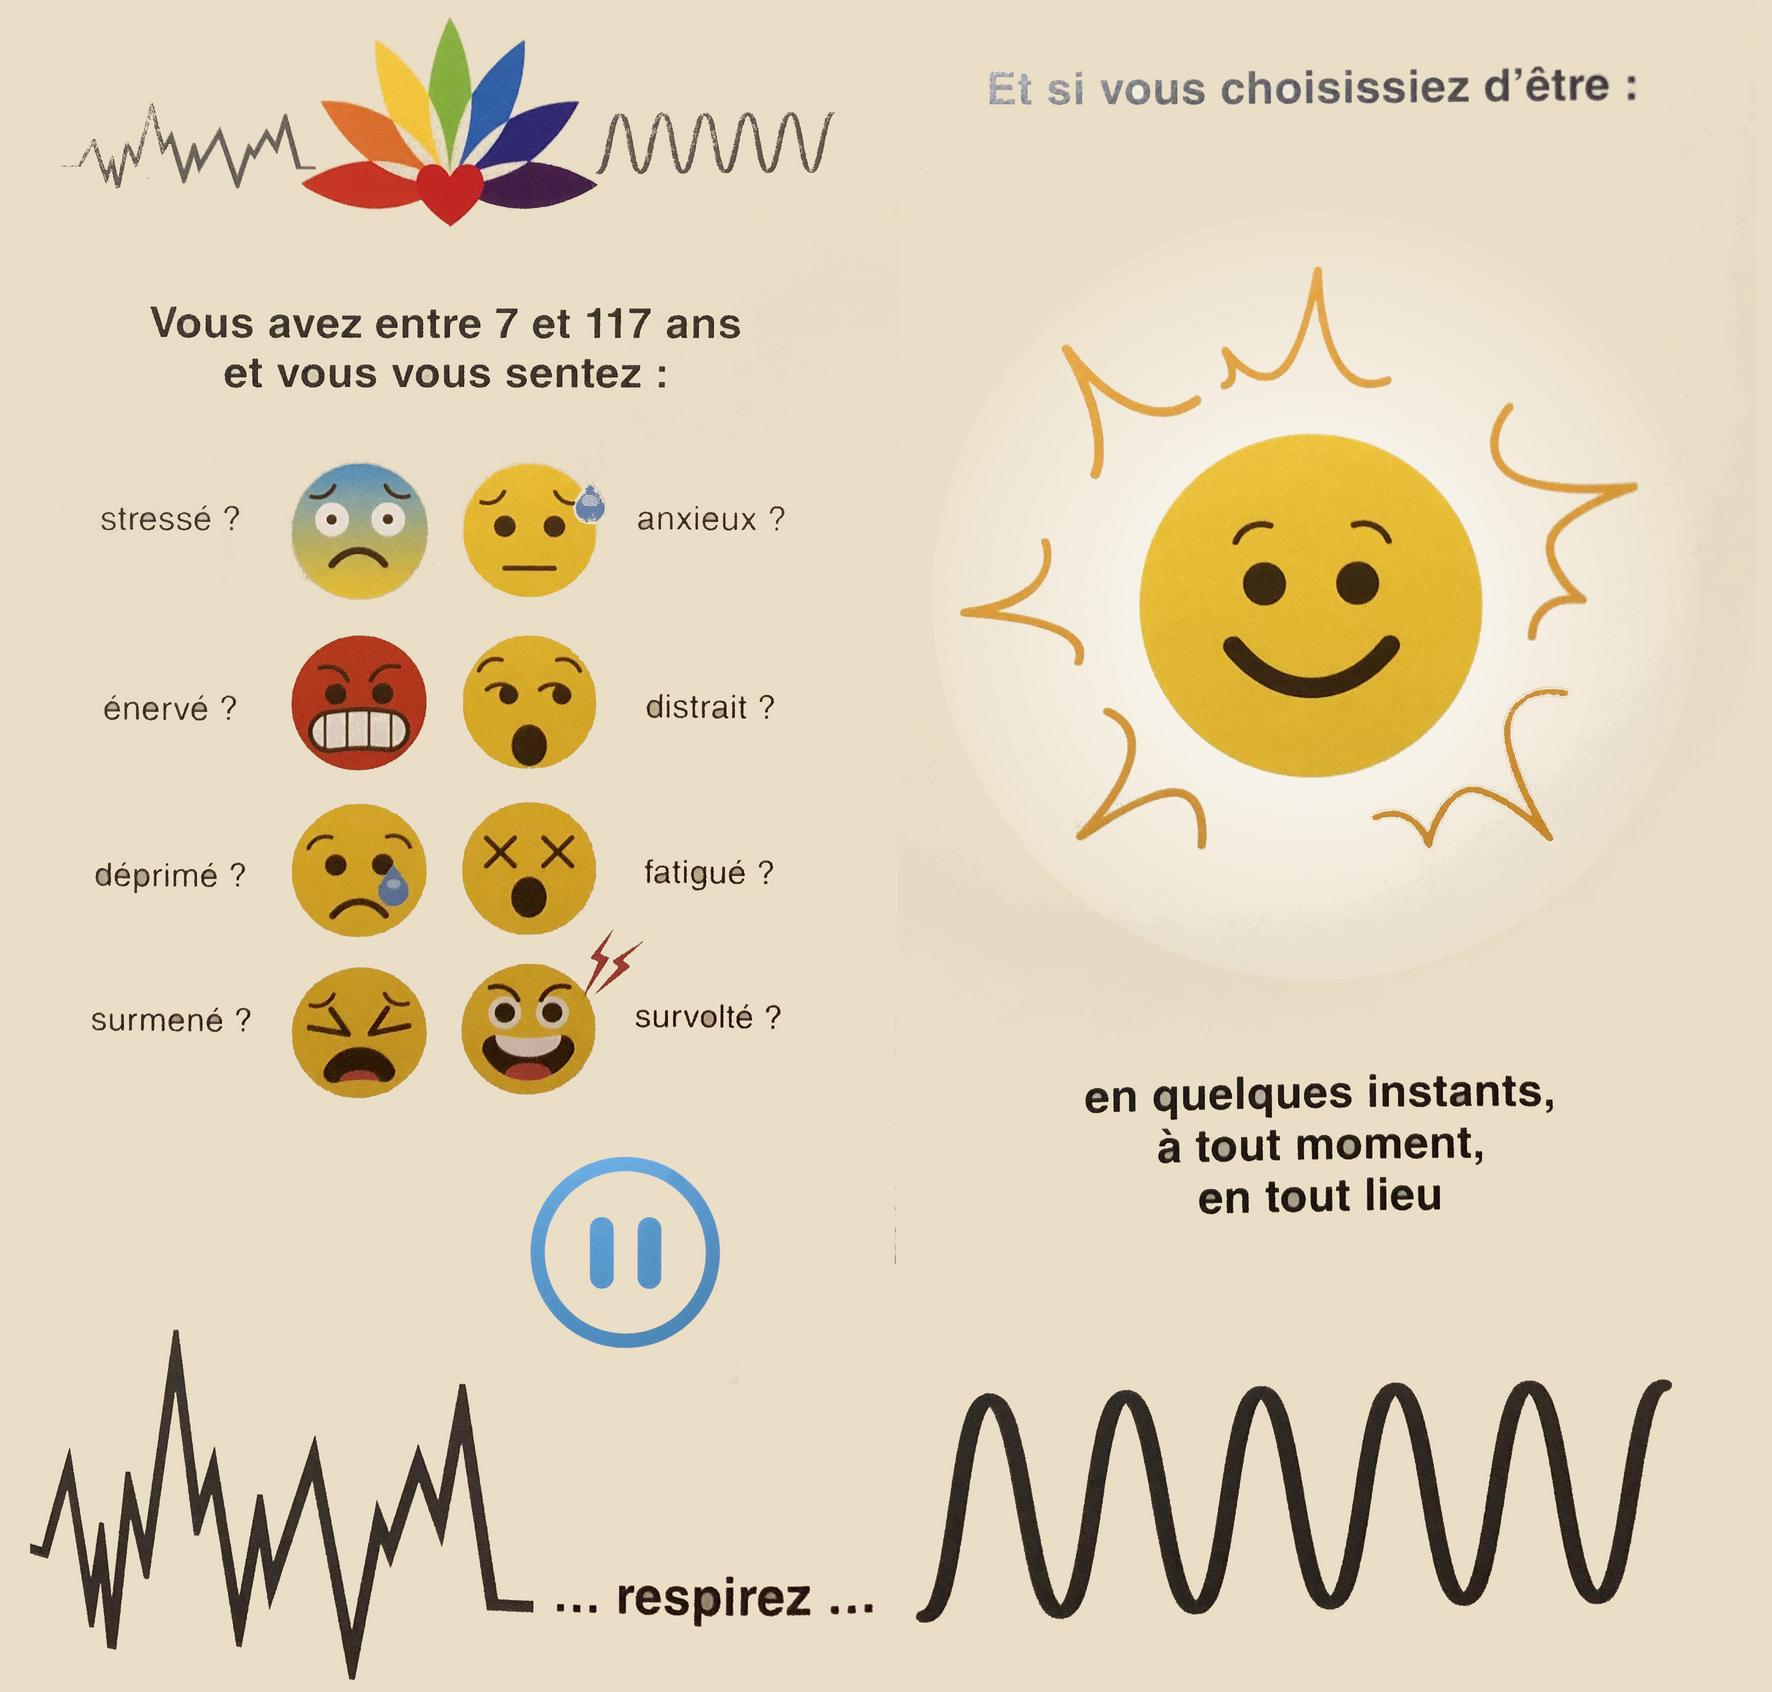 Vous avez entre 7 et 117 ans
et vous vous sentez :
stressé ?
anxieux ?
énervé ?
distrait ?
déprimé ?
fatigué ?
surmené ?
survolté ?
... respirez ...
Et si vous choisissiez d'être :
en quelques instants,
à tout moment,
en tout lieu